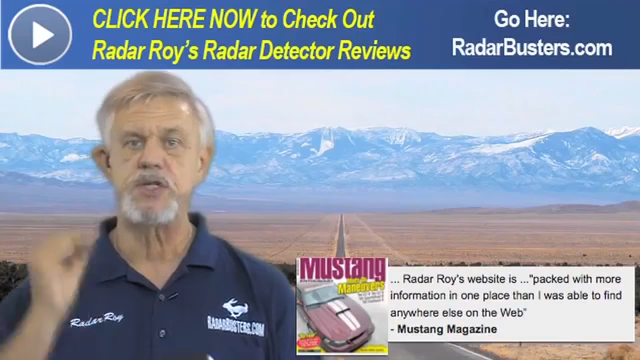 CLICK HERE NOW to Check Out
Radar Roy's Radar Detector Reviews
Go Here:
RadarBusters.com
Radar Roy
RADARBUSTERS.COM
Mustang
Maneuvers
... Radar Roy's website is ..."packed with more
information in one place than I was able to find
anywhere else on the Web"
- Mustang Magazine